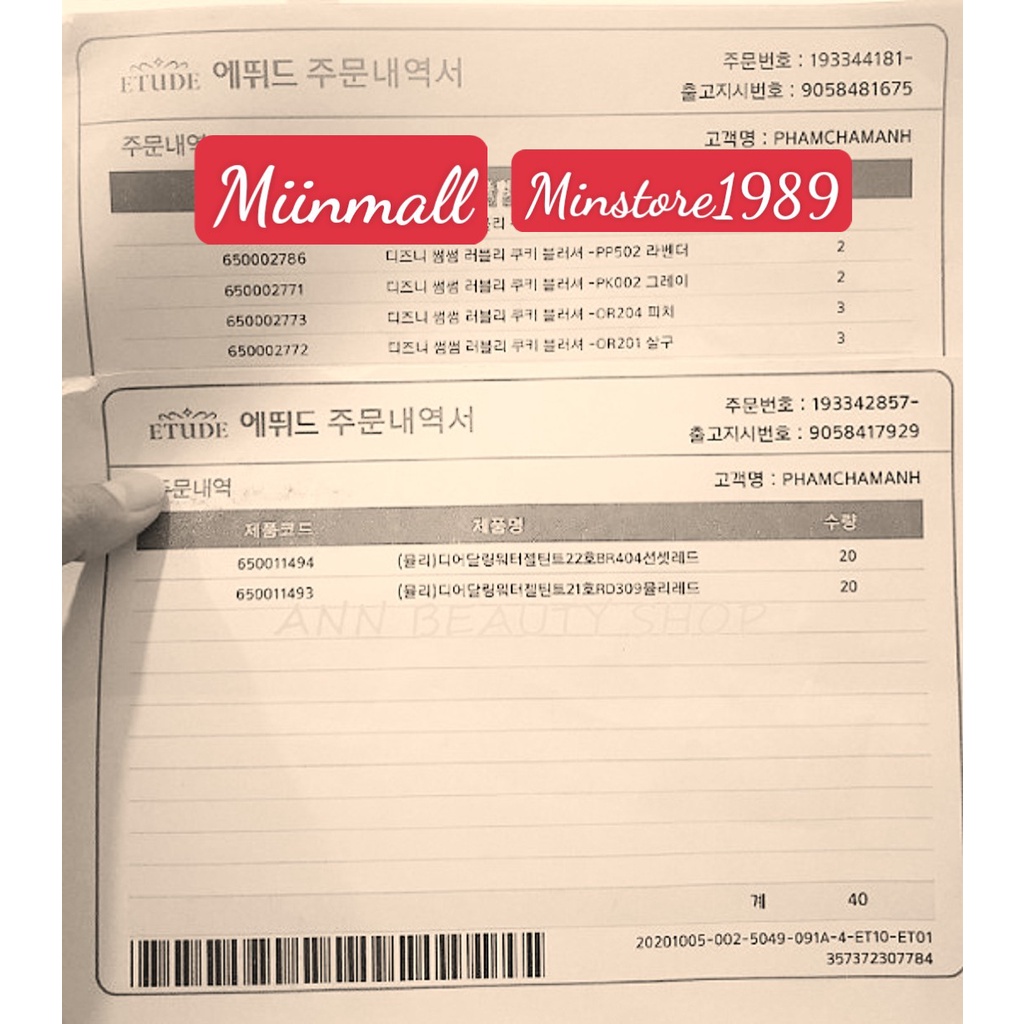 ETUDE 에뛰드 주문내역서
주문번호 : 193344181-
출고지시번호 : 9058481675
주문내역
고객명 : PHAMCHAMANH
Miinmall Minstore1989
650002786 디즈니 썸썸 러블리 쿠키 블러셔 -PP502 라벤더 2
650002771 디즈니 썸썸 러블리 쿠키 블러셔 -PK002 그레이 2
650002773 디즈니 썸썸 러블리 쿠키 블러셔 -OR204 피치 3
650002772 디즈니 썸썸 러블리 쿠키 블러셔 -OR201 살구 3
ETUDE 에뛰드 주문내역서
주문번호 : 193342857-
출고지시번호 : 9058417929
주문내역
고객명 : PHAMCHAMANH
제품코드 제품명 수량
650011494 (뮬리)디어달링워터젤틴트22호BR404선셋레드 20
650011493 (뮬리)디어달링워터젤틴트21호RD309뮬리레드 20
ANN BEAUTY SHOP
계 40
20201005-002-5049-091A-4-ET10-ET01
357372307784